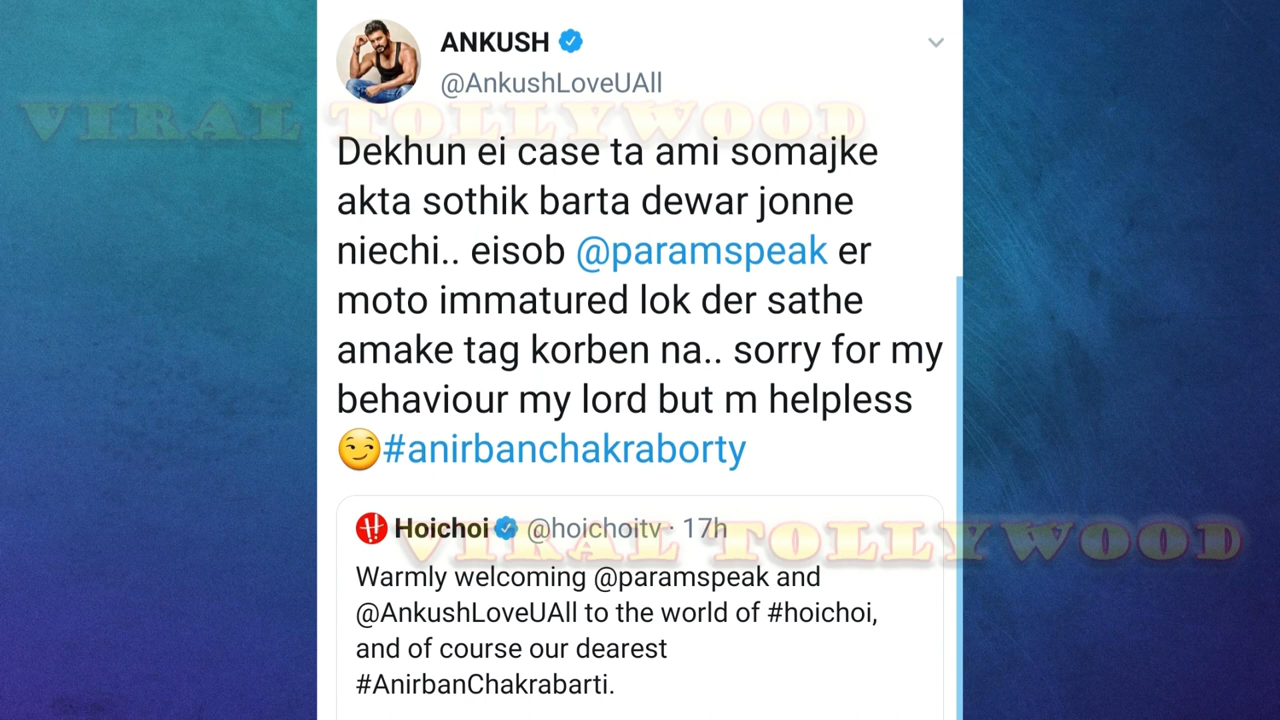 ANKUSH
@AnkushLoveUAll
VIRAL TOLLYWOOD
Dekhun ei case ta ami somajke
akta sothik barta dewar jonne
niechi.. eisob @paramspeak er
moto immatured lok der sathe
amake tag korben na.. sorry for my
behaviour my lord but m helpless
😏#anirbanchakraborty
Hoichoi @hoichoitv · 17h
VIRAL TOLLYWOOD
Warmly welcoming @paramspeak and
@AnkushLoveUAll to the world of #hoichoi,
and of course our dearest
#AnirbanChakrabarti.